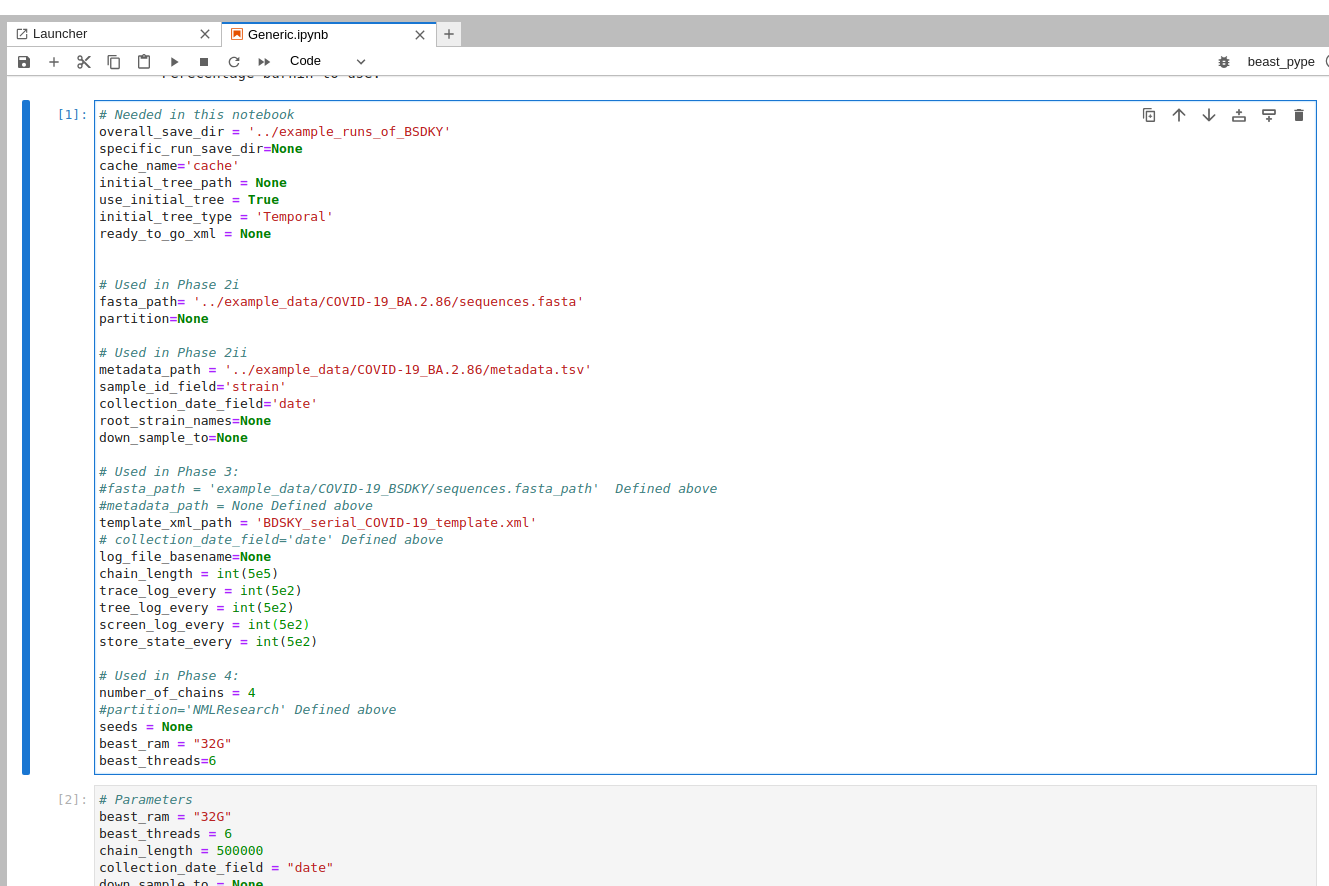 Launcher
Generic.ipynb
Code
beast_pype
Percentage burnin to use.
[1]:
# Needed in this notebook
overall_save_dir = '../example_runs_of_BSDKY'
specific_run_save_dir=None
cache_name='cache'
initial_tree_path = None
use_initial_tree = True
initial_tree_type = 'Temporal'
ready_to_go_xml = None
# Used in Phase 2i
fasta_path= '../example_data/COVID-19_BA.2.86/sequences.fasta'
partition=None
# Used in Phase 2ii
metadata_path = '../example_data/COVID-19_BA.2.86/metadata.tsv'
sample_id_field='strain'
collection_date_field='date'
root_strain_names=None
down_sample_to=None
# Used in Phase 3:
#fasta_path = 'example_data/COVID-19_BSDKY/sequences.fasta_path'  Defined above
#metadata_path = None Defined above
template_xml_path = 'BDSKY_serial_COVID-19_template.xml'
# collection_date_field='date' Defined above
log_file_basename=None
chain_length = int(5e5)
trace_log_every = int(5e2)
tree_log_every = int(5e2)
screen_log_every = int(5e2)
store_state_every = int(5e2)
# Used in Phase 4:
number_of_chains = 4
#partition='NMLResearch' Defined above
seeds = None
beast_ram = "32G"
beast_threads=6
[2]:
# Parameters
beast_ram = "32G"
beast_threads = 6
chain_length = 500000
collection_date_field = "date"
down_sample_to = None